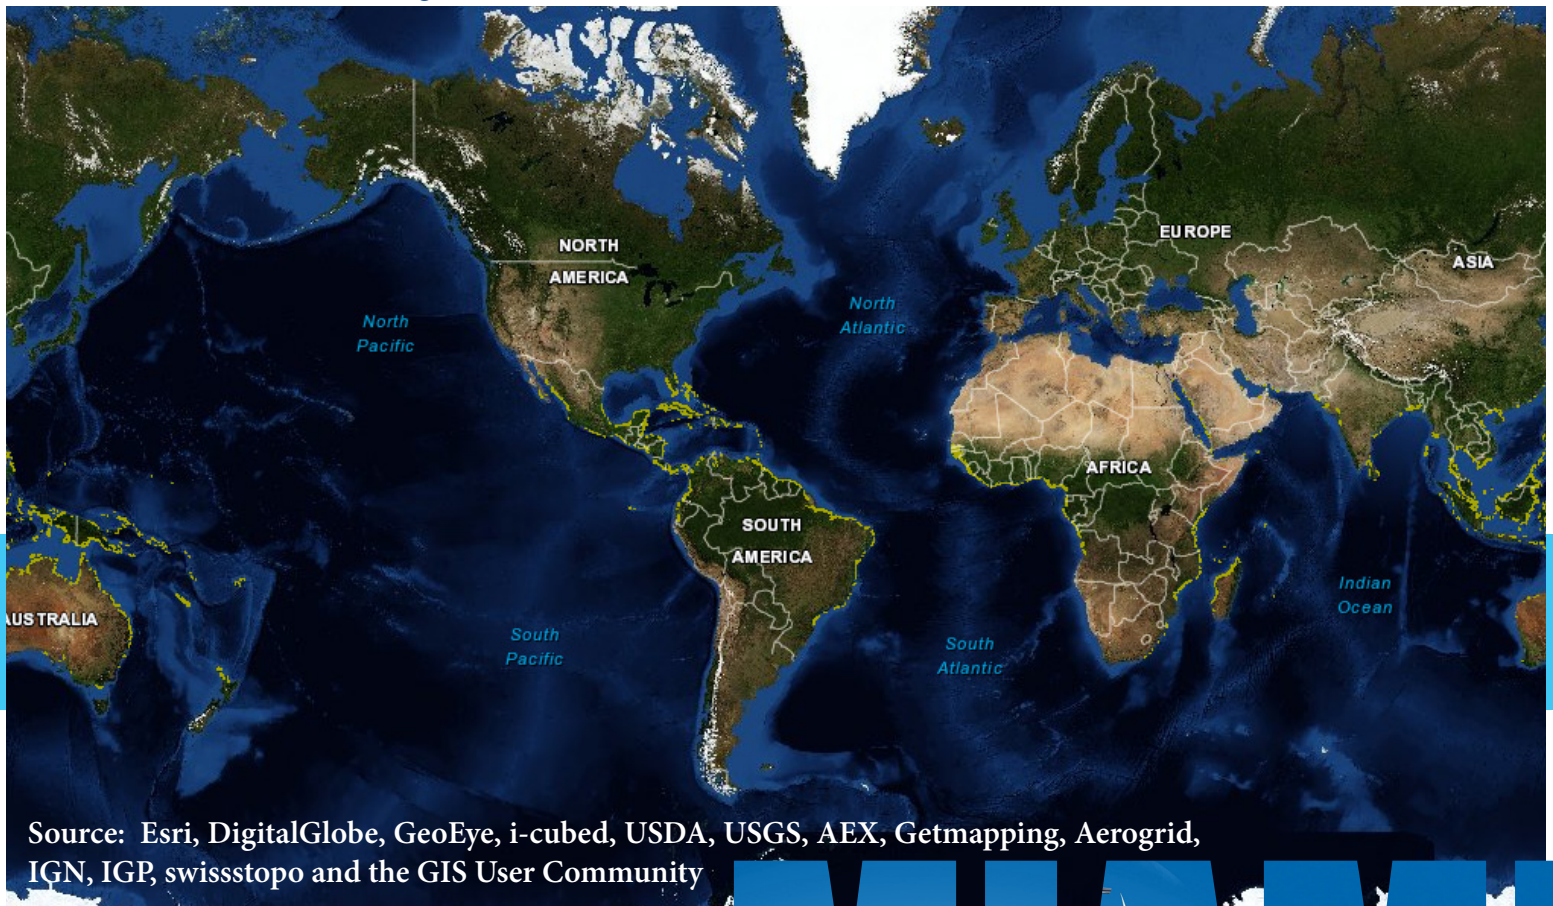 NORTH
AMERICA
EUROPE
ASIA
North
Pacific
North
Atlantic
AFRICA
SOUTH
AMERICA
Indian
Ocean
AUSTRALIA
South
Pacific
South
Atlantic
Source: Esri, DigitalGlobe, GeoEye, i-cubed, USDA, USGS, AEX, Getmapping, Aerogrid,
IGN, IGP, swissstopo and the GIS User Community